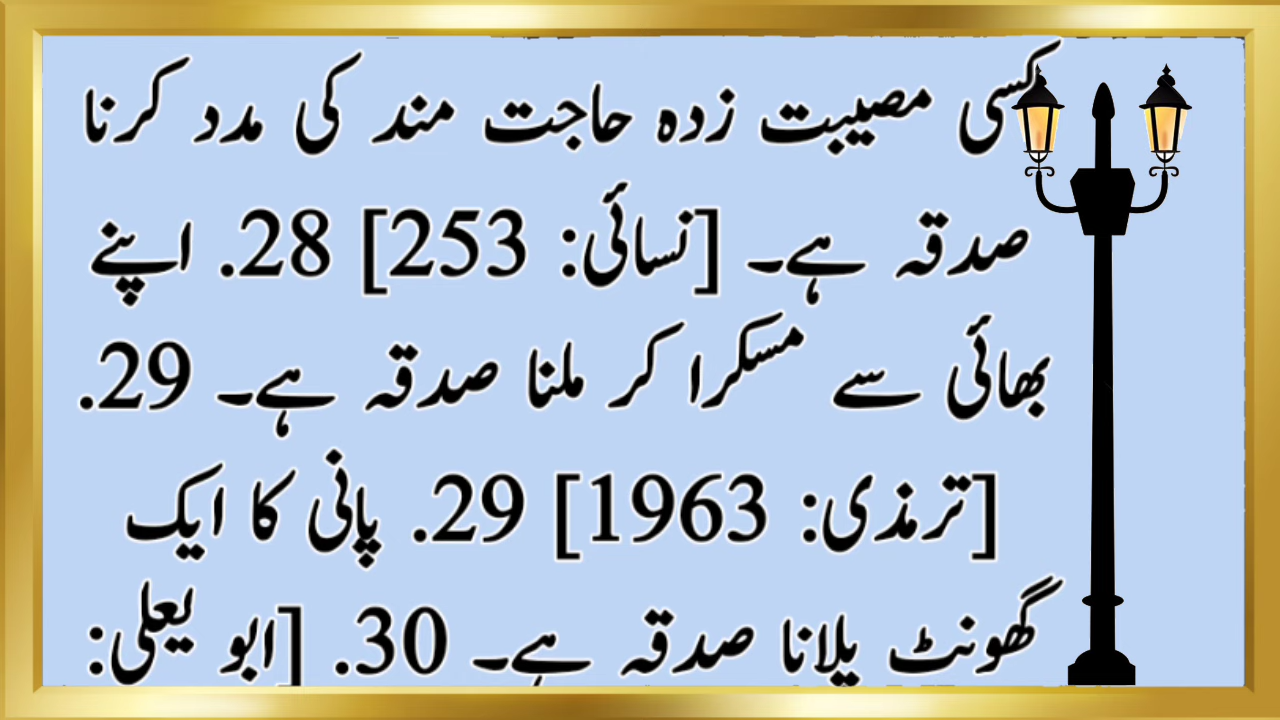 کسی مصیبت زدہ حاجت مند کی مدد کرنا
صدقہ ہے۔ [نسائی: 253] 28. اپنے
بھائی سے مسکرا کر ملنا صدقہ ہے۔ 29.
[ترمذی: 1963] 29. پانی کا ایک
گھونٹ پلانا صدقہ ہے۔ 30. [ابو یعلی: